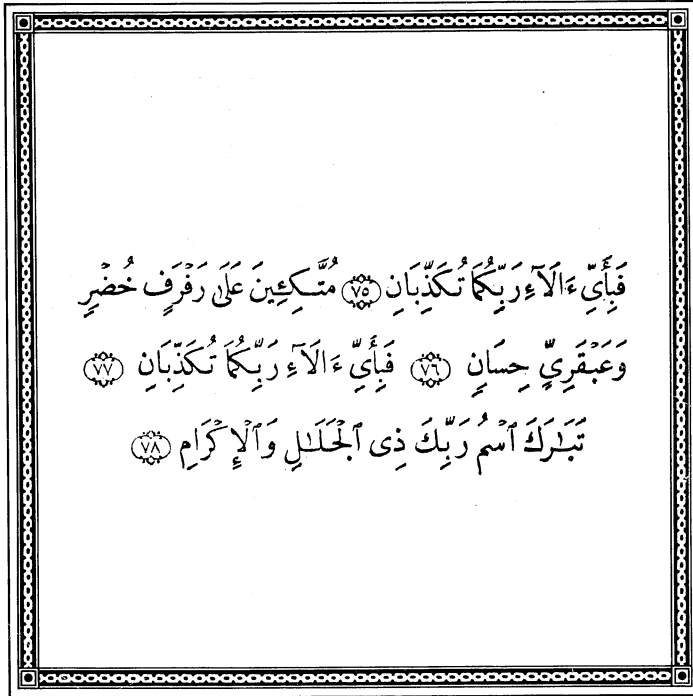 فَبِأَىِّ ءَالَآءِ رَبِّكُمَا تُكَذِّبَانِ ﴿٧٥﴾ مُتَّكِـِٔينَ عَلَىٰ رَفْرَفٍ خُضْرٍ
وَعَبْقَرِىٍّ حِسَانٍ ﴿٧٦﴾ فَبِأَىِّ ءَالَآءِ رَبِّكُمَا تُكَذِّبَانِ ﴿٧٧﴾
تَبَـٰرَكَ ٱسْمُ رَبِّكَ ذِى ٱلْجَلَـٰلِ وَٱلْإِكْرَامِ ﴿٧٨﴾